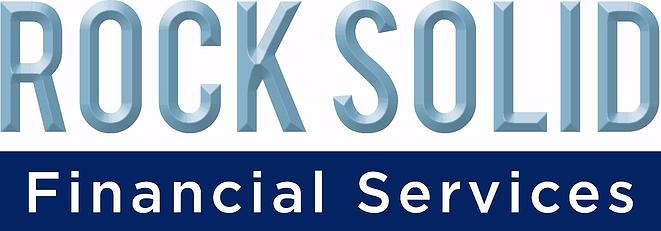 ROCK SOLID
Financial Services